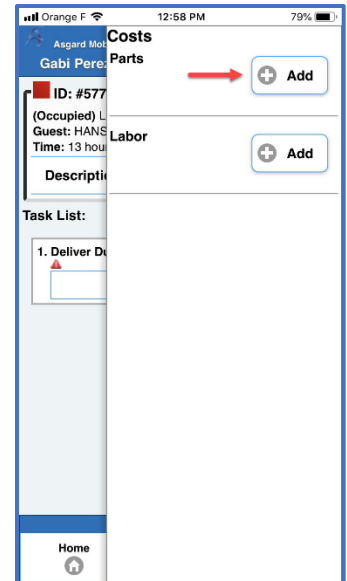 Orange F 12:58 PM 79%
Asgard Mob
Gabi Perez
ID: #577
(Occupied) L
Guest: HANS
Time: 13 hour
Descriptio
Task List:
1. Deliver Du
Home
Costs
Parts
Add
Labor
Add